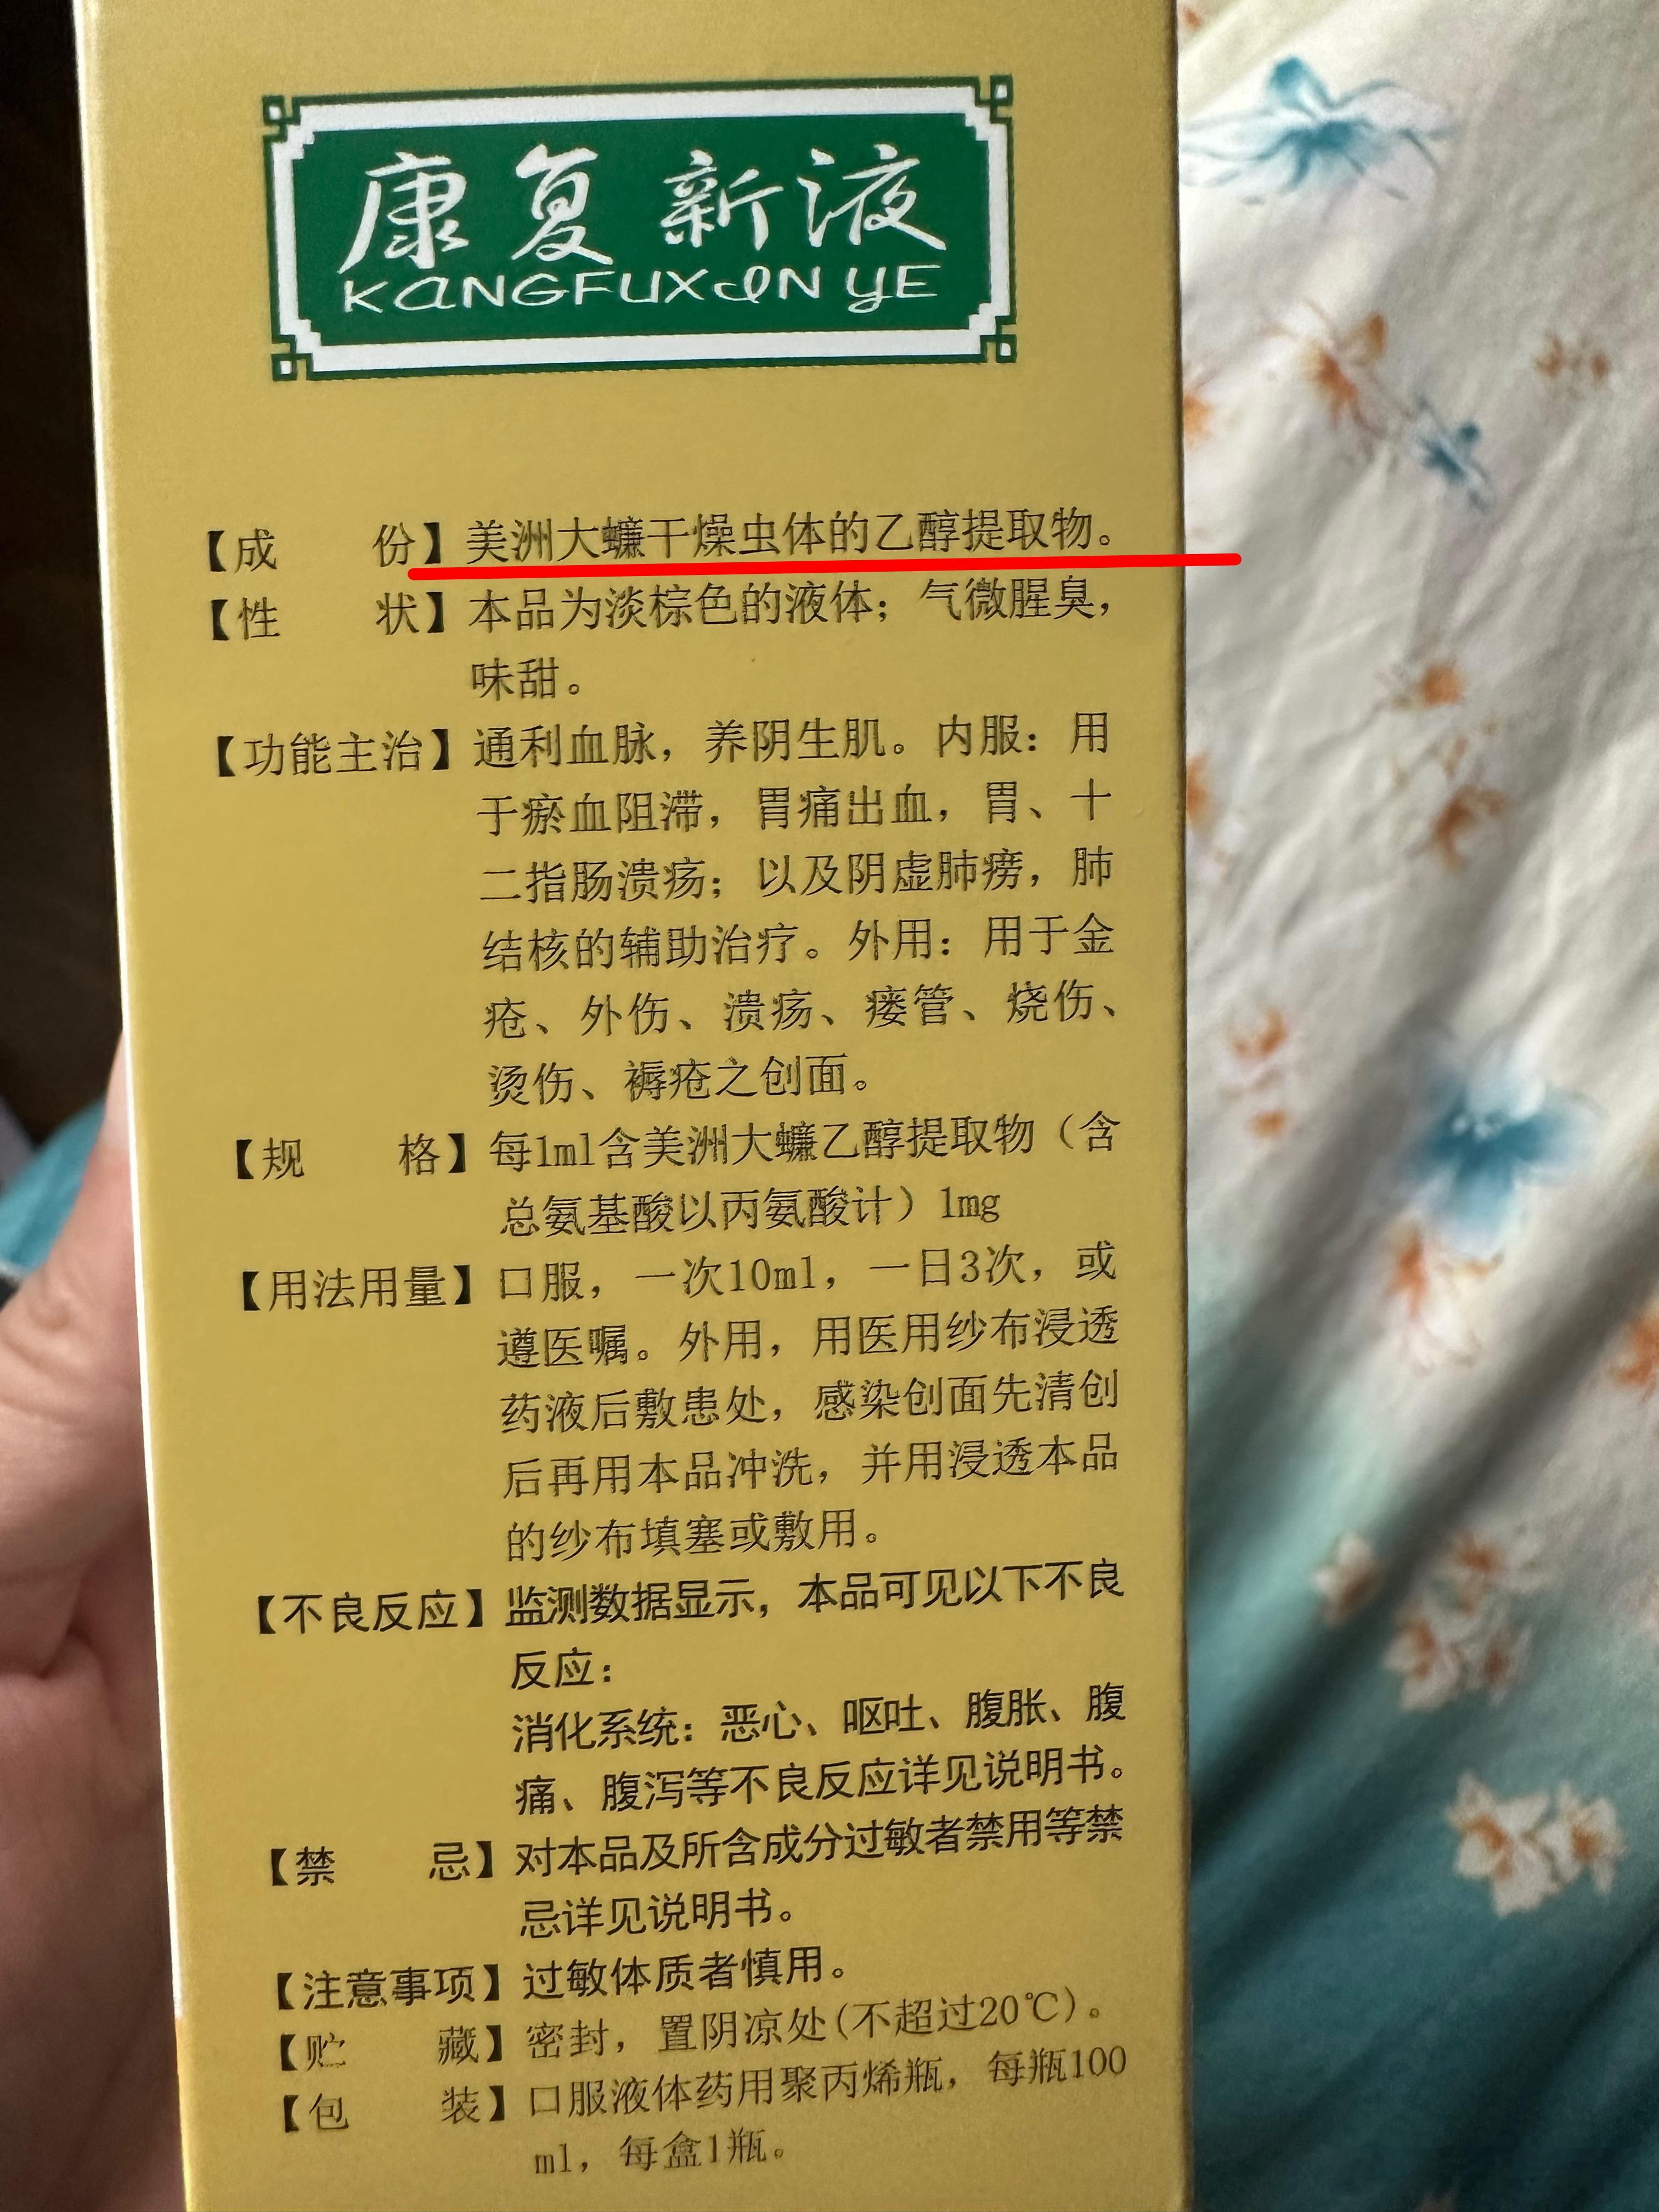 康复新液
KANGFUXIN YE
【成 份】美洲大蠊干燥虫体的乙醇提取物。
【性 状】本品为淡棕色的液体；气微腥臭，
味甜。
【功能主治】通利血脉，养阴生肌。内服：用
于瘀血阻滞，胃痛出血，胃、十
二指肠溃疡；以及阴虚肺痨，肺
结核的辅助治疗。外用：用于金
疮、外伤、溃疡、瘘管、烧伤、
烫伤、褥疮之创面。
【规 格】每1ml含美洲大蠊乙醇提取物（含
总氨基酸以丙氨酸计）1mg
【用法用量】口服，一次10ml，一日3次，或
遵医嘱。外用，用医用纱布浸透
药液后敷患处，感染创面先清创
后再用本品冲洗，并用浸透本品
的纱布填塞或敷用。
【不良反应】监测数据显示，本品可见以下不良
反应：
消化系统：恶心、呕吐、腹胀、腹
痛、腹泻等不良反应详见说明书。
【禁 忌】对本品及所含成分过敏者禁用等禁
忌详见说明书。
【注意事项】过敏体质者慎用。
【贮 藏】密封，置阴凉处(不超过20℃)。
【包 装】口服液体药用聚丙烯瓶，每瓶100
ml，每盒1瓶。